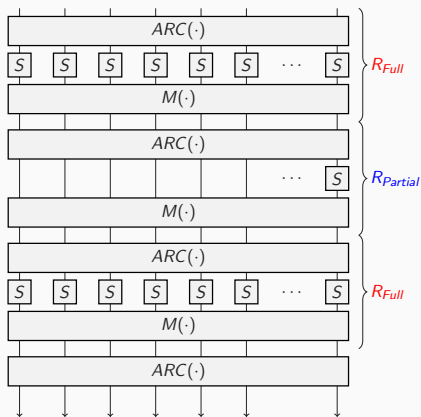 ARC(·)
S S S S S S ··· S R_Full
M(·)
ARC(·)
··· S R_Partial
M(·)
ARC(·)
S S S S S S ··· S R_Full
M(·)
ARC(·)